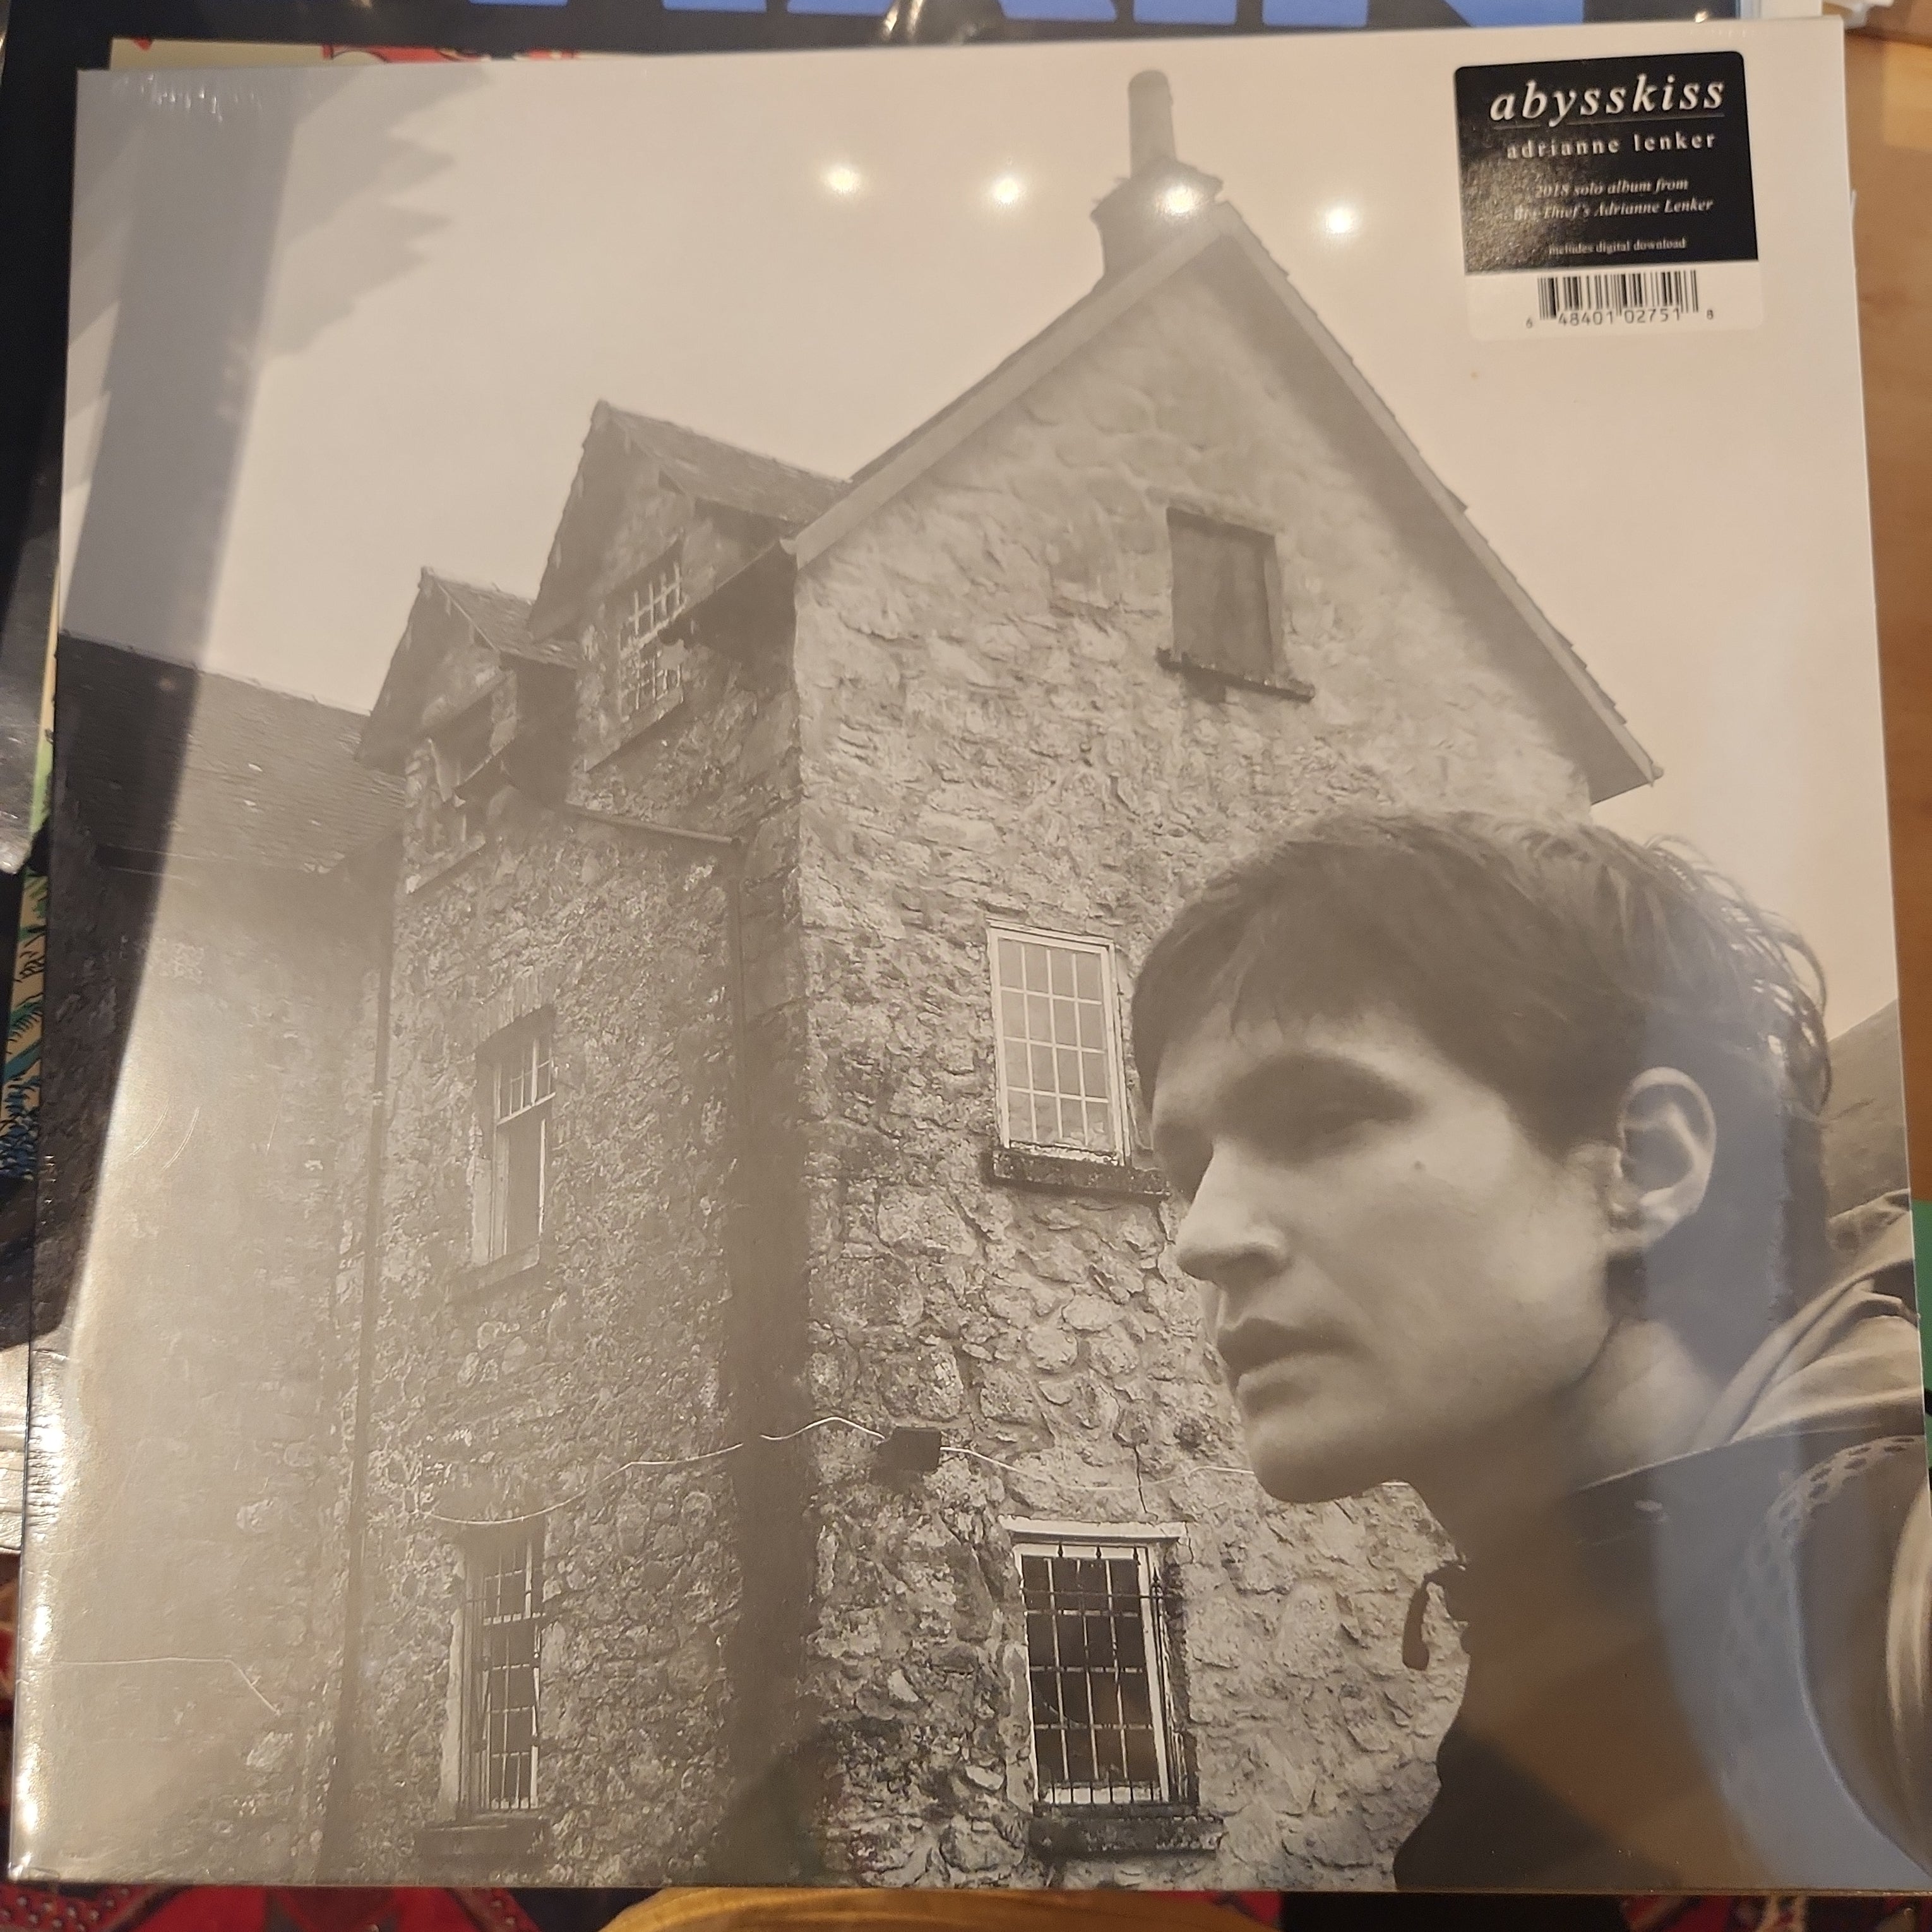 abysskiss
adrianne lenker
2018 solo album from
Big Thief's Adrianne Lenker
includes digital download
6 48401 02751 8